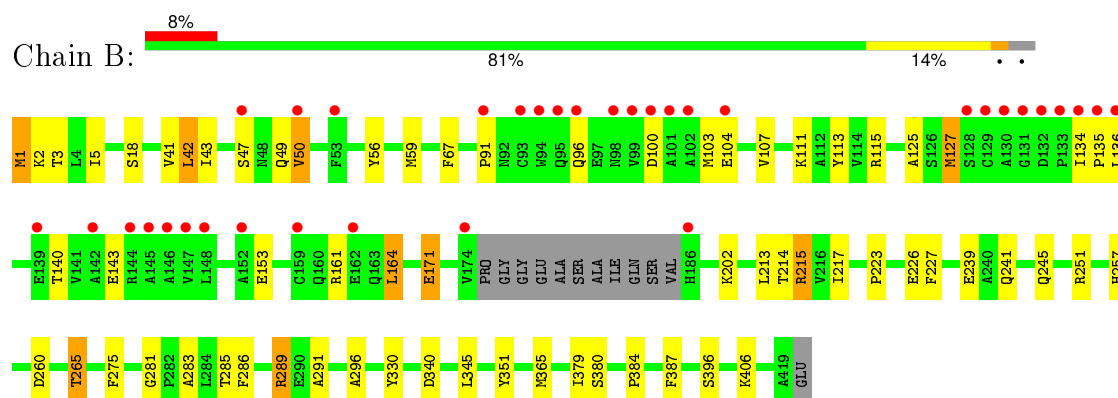 8%
Chain B:
81% 14% • •
M1 K2 T3 L4 I5 S18 V41 L42 I43 S47 N48 Q49 V50 F53 Y56 M59 F67 P91 N92 C93 W94 Q95 Q96 E97 N98 V99 D100 A101 A102 M103 E104 V107 K111 A112 Y113 V114 R115 A125 S126 M127 S128 C129 A130 G131 D132 P133 I134 P135 L136
E139 T140 V141 A142 E143 R144 A145 A146 V147 L148 A152 E153 C159 Q160 R161 E162 Q163 L164 E171 V174 PRO GLY GLY GLU ALA SER ALA ILE GLN SER VAL H186 K202 L213 T214 R215 V216 I217 P223 E226 F227 E239 A240 Q241 Q245 R251 H257
D260 T265 F275 G281 P282 A283 L284 T285 F286 R289 E290 A291 A296 Y330 D340 L345 Y351 M365 I379 S380 P384 F387 S396 K406 A419 GLU